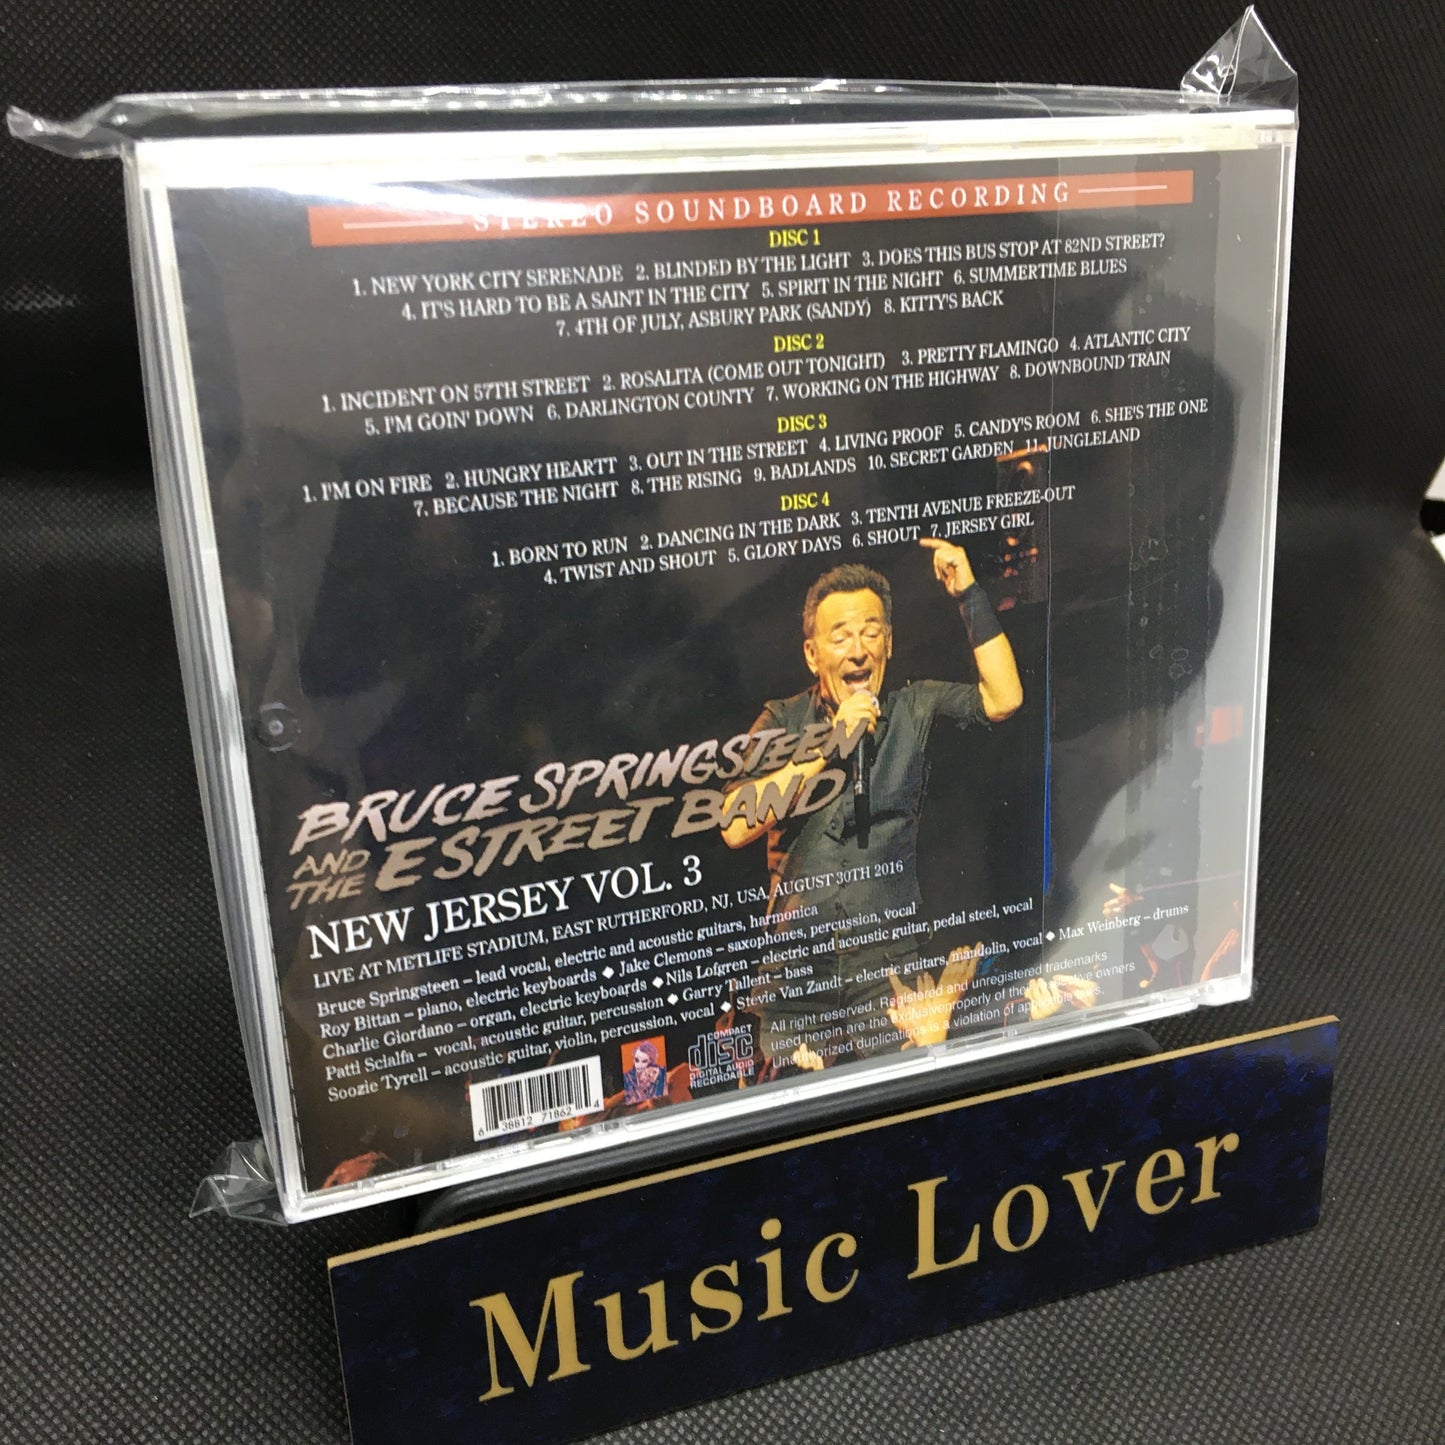 STEREO SOUNDBOARD RECORDING
DISC 1
1. NEW YORK CITY SERENADE 2. BLINDED BY THE LIGHT 3. DOES THIS BUS STOP AT 82ND STREET?
4. IT'S HARD TO BE A SAINT IN THE CITY 5. SPIRIT IN THE NIGHT 6. SUMMERTIME BLUES
7. 4TH OF JULY, ASBURY PARK (SANDY) 8. KITTY'S BACK
DISC 2
1. INCIDENT ON 57TH STREET 2. ROSALITA (COME OUT TONIGHT) 3. PRETTY FLAMINGO 4. ATLANTIC CITY
5. I'M GOIN' DOWN 6. DARLINGTON COUNTY 7. WORKING ON THE HIGHWAY 8. DOWNBOUND TRAIN
DISC 3
1. I'M ON FIRE 2. HUNGRY HEARTT 3. OUT IN THE STREET 4. LIVING PROOF 5. CANDY'S ROOM 6. SHE'S THE ONE
7. BECAUSE THE NIGHT 8. THE RISING 9. BADLANDS 10. SECRET GARDEN 11. JUNGLELAND
DISC 4
1. BORN TO RUN 2. DANCING IN THE DARK 3. TENTH AVENUE FREEZE-OUT
4. TWIST AND SHOUT 5. GLORY DAYS 6. SHOUT 7. JERSEY GIRL
BRUCE SPRINGSTEEN
AND THE E STREET BAND
NEW JERSEY VOL. 3
LIVE AT METLIFE STADIUM, EAST RUTHERFORD, NJ, USA, AUGUST 30TH 2016
Bruce Springsteen – lead vocal, electric and acoustic guitars, harmonica
Roy Bittan – piano, electric keyboards ◆ Jake Clemons – saxophones, percussion, vocal
Charlie Giordano – organ, electric keyboards ◆ Nils Lofgren – electric and acoustic guitar, pedal steel, vocal
Patti Scialfa – vocal, acoustic guitar, percussion ◆ Garry Tallent – bass
Soozie Tyrell – acoustic guitar, violin, percussion, vocal ◆ Stevie Van Zandt – electric guitars, mandolin, vocal ◆ Max Weinberg – drums
6 38812 71862 4
COMPACT
disc
DIGITAL AUDIO
RECORDABLE
All right reserved. Registered and unregistered trademarks
used herein are the exclusiveproperly of their respective owners
Unauthorized duplications is a violation of applicable laws.
Music Lover